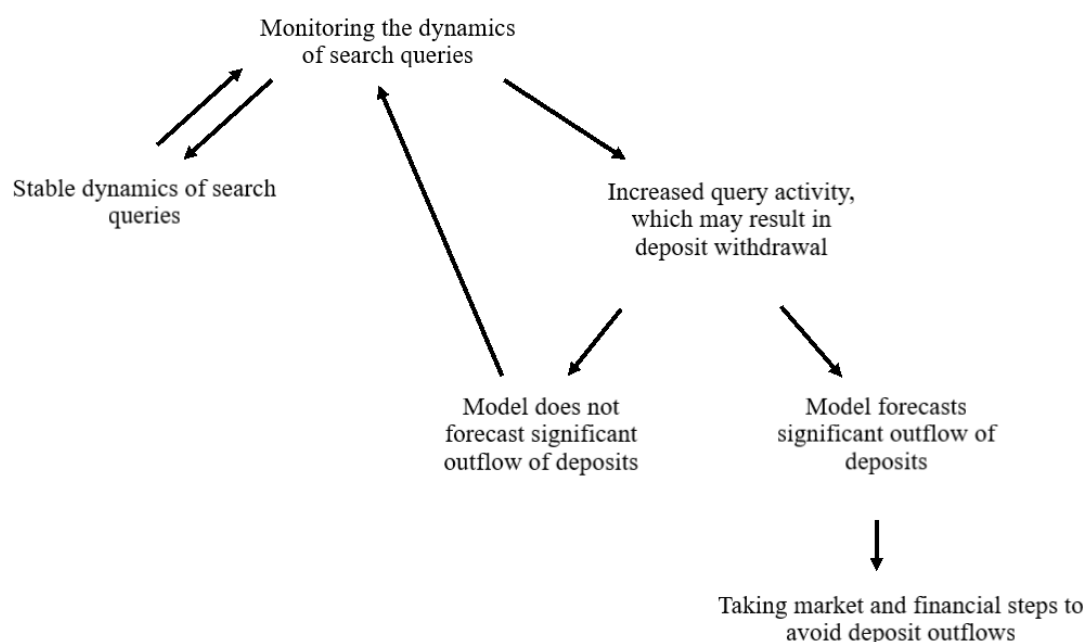 Monitoring the dynamics
of search queries
Stable dynamics of search
queries
Increased query activity,
which may result in
deposit withdrawal
Model does not
forecast significant
outflow of deposits
Model forecasts
significant outflow of
deposits
Taking market and financial steps to
avoid deposit outflows